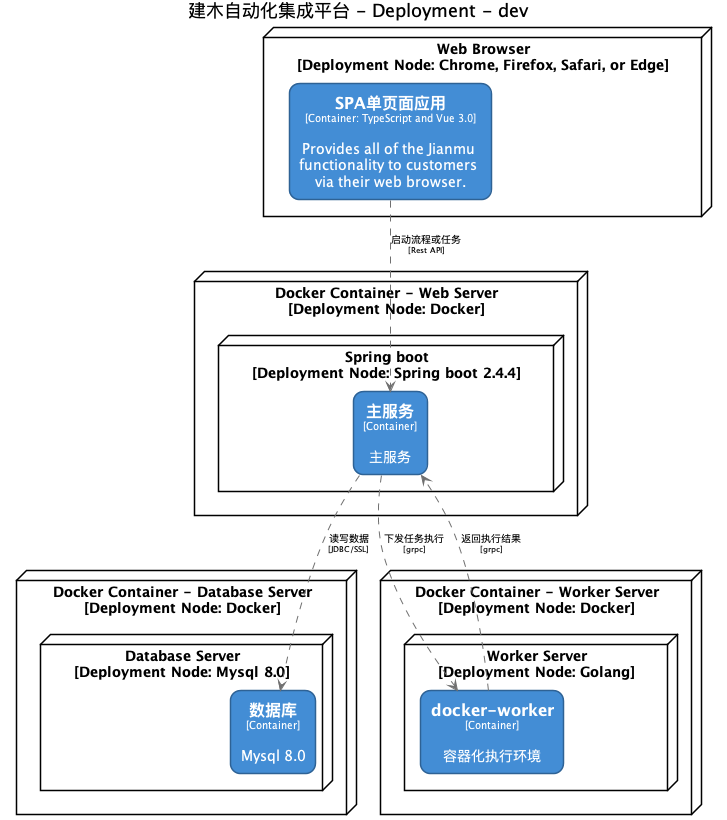 建木自动化集成平台 - Deployment - dev
Web Browser
[Deployment Node: Chrome, Firefox, Safari, or Edge]
SPA单页面应用
[Container: TypeScript and Vue 3.0]
Provides all of the Jianmu
functionality to customers
via their web browser.
启动流程或任务
[Rest API]
Docker Container - Web Server
[Deployment Node: Docker]
Spring boot
[Deployment Node: Spring boot 2.4.4]
主服务
[Container]
主服务
读写数据
[JDBC/SSL]
下发任务执行
[grpc]
返回执行结果
[grpc]
Docker Container - Database Server
[Deployment Node: Docker]
Database Server
[Deployment Node: Mysql 8.0]
数据库
[Container]
Mysql 8.0
Docker Container - Worker Server
[Deployment Node: Docker]
Worker Server
[Deployment Node: Golang]
docker-worker
[Container]
容器化执行环境